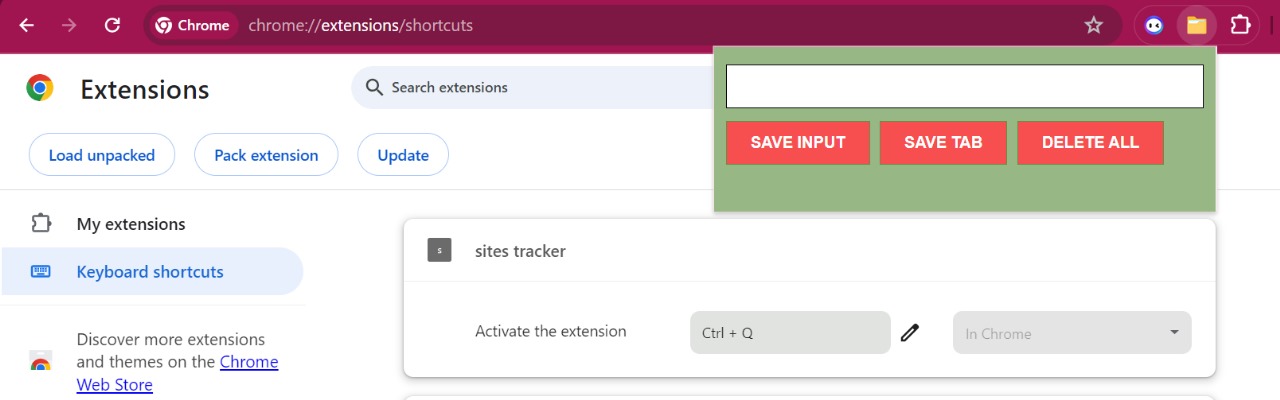 Chrome chrome://extensions/shortcuts
Extensions
Search extensions
SAVE INPUT SAVE TAB DELETE ALL
Load unpacked Pack extension Update
My extensions
Keyboard shortcuts
Discover more extensions
and themes on the Chrome
Web Store
s sites tracker
Activate the extension Ctrl + Q In Chrome